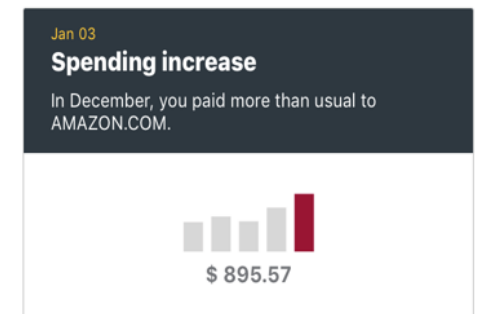 Jan 03
Spending increase
In December, you paid more than usual to
AMAZON.COM.
$ 895.57